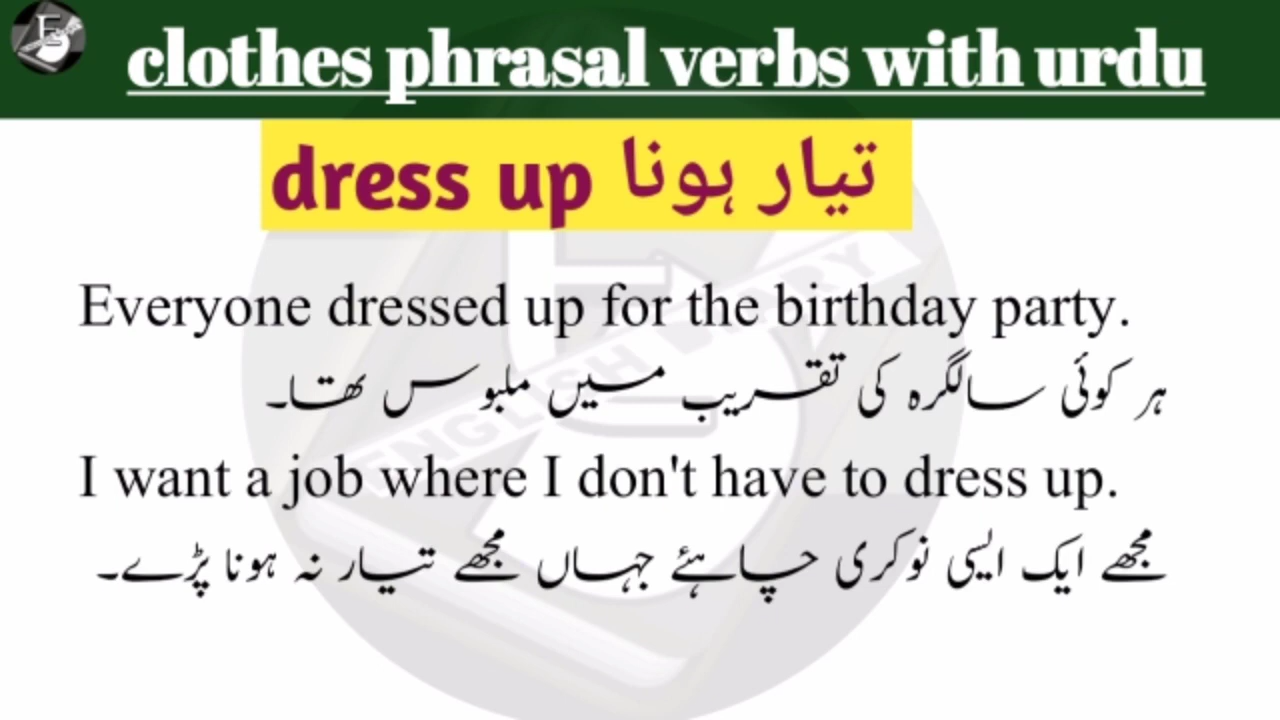 clothes phrasal verbs with urdu
dress up تیار ہونا
Everyone dressed up for the birthday party.
ہر کوئی سالگرہ کی تقریب میں ملبوس تھا۔
I want a job where I don't have to dress up.
مجھے ایک ایسی نوکری چاہئے جہاں مجھے تیار نہ ہونا پڑے۔